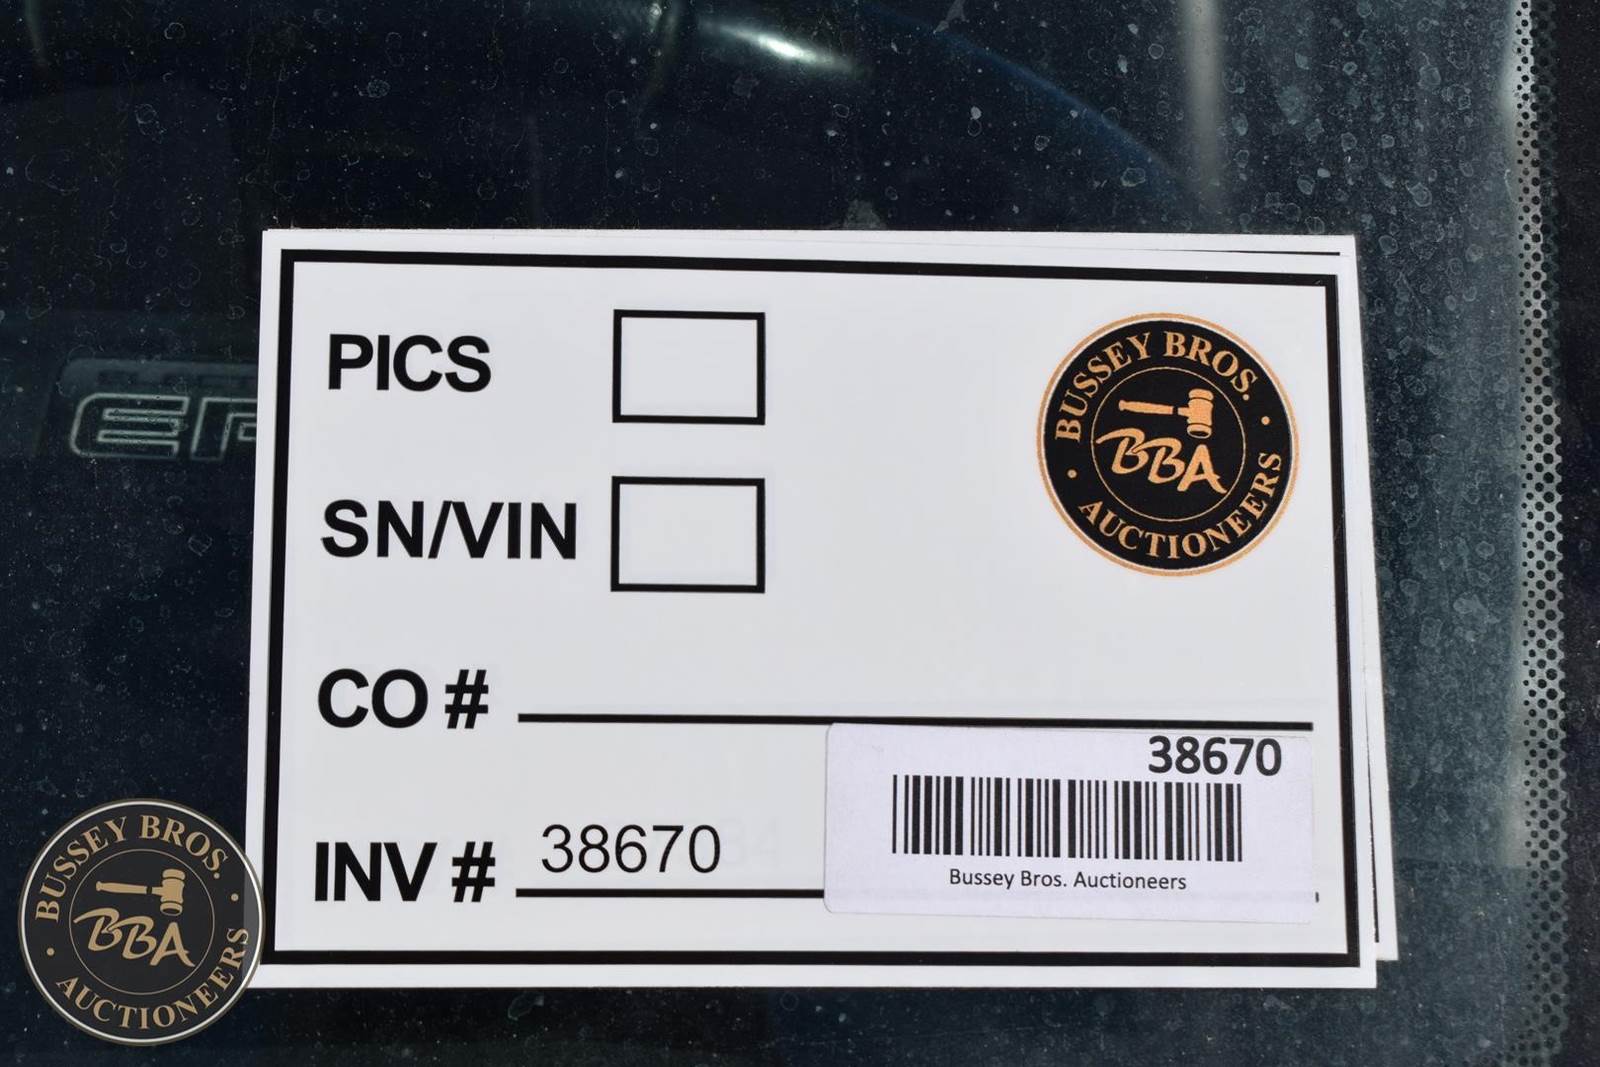 PICS
BUSSEY BROS.
BBA
AUCTIONEERS
SN/VIN
CO #
38670
INV # 38670
Bussey Bros. Auctioneers
BUSSEY BROS.
BBA
AUCTIONEERS